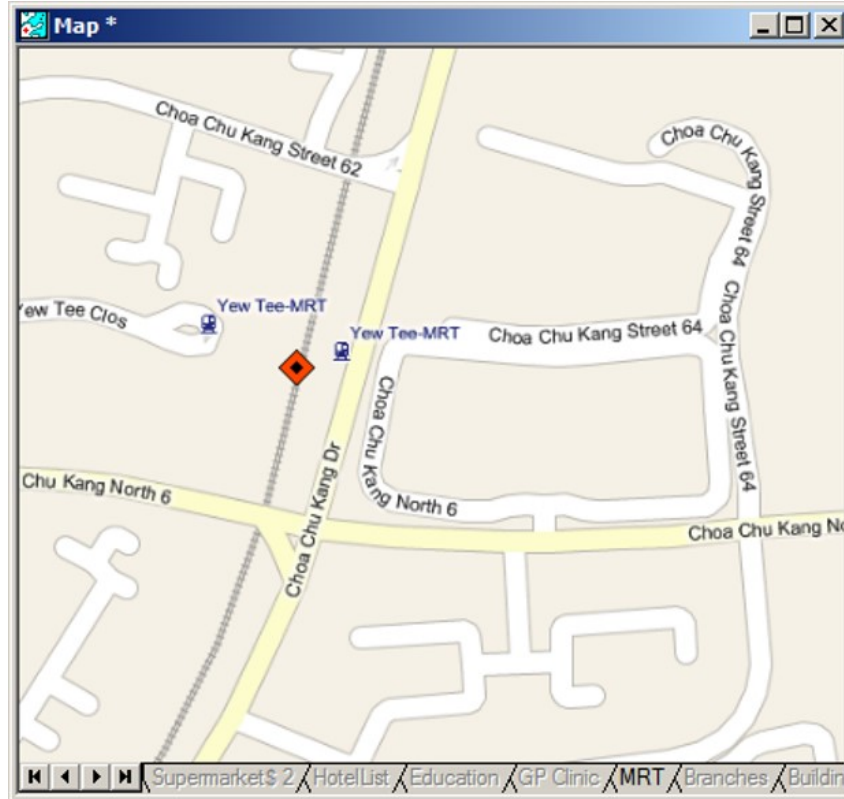 Map *
Choa Chu Kang Street 62
Choa Chu Kang Street 64
Yew Tee-MRT
Yew Tee Clos
Yew Tee-MRT
Choa Chu Kang Street 64
Choa Chu Kang Street 64
Choa Chu Kang North 6
Choa Chu Kang Dr
Chu Kang North 6
Choa Chu Kang No
Supermarket$ 2
HotelList
Education
GP Clinic
MRT
Branches
Buildin